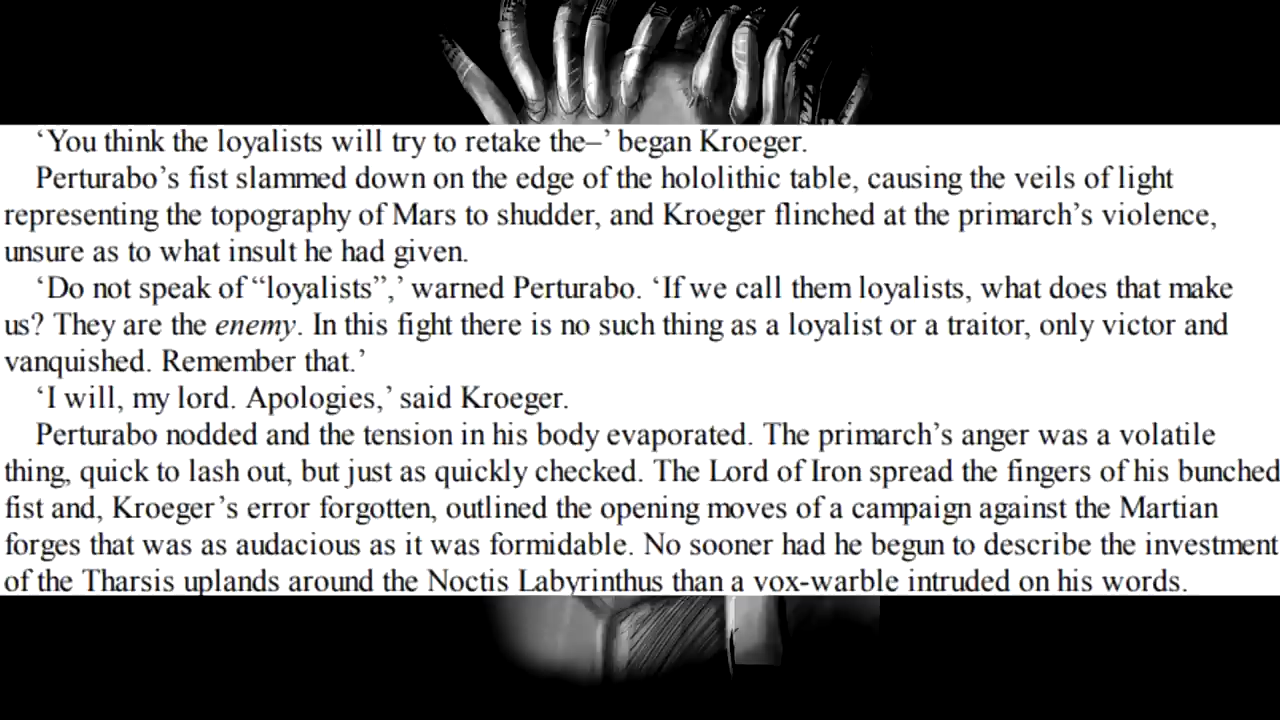 ‘You think the loyalists will try to retake the–’ began Kroeger.
Perturabo’s fist slammed down on the edge of the hololithic table, causing the veils of light
representing the topography of Mars to shudder, and Kroeger flinched at the primarch’s violence,
unsure as to what insult he had given.
‘Do not speak of “loyalists”,’ warned Perturabo. ‘If we call them loyalists, what does that make
us? They are the enemy. In this fight there is no such thing as a loyalist or a traitor, only victor and
vanquished. Remember that.’
‘I will, my lord. Apologies,’ said Kroeger.
Perturabo nodded and the tension in his body evaporated. The primarch’s anger was a volatile
thing, quick to lash out, but just as quickly checked. The Lord of Iron spread the fingers of his bunched
fist and, Kroeger’s error forgotten, outlined the opening moves of a campaign against the Martian
forges that was as audacious as it was formidable. No sooner had he begun to describe the investment
of the Tharsis uplands around the Noctis Labyrinthus than a vox-warble intruded on his words.